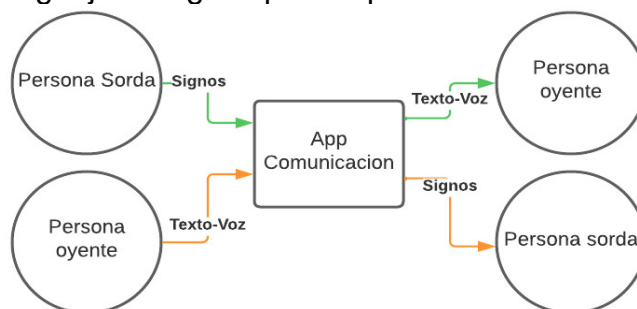 Persona Sorda
Signos
App
Comunicacion
Texto-Voz
Persona
oyente
Persona
oyente
Texto-Voz
Signos
Persona sorda